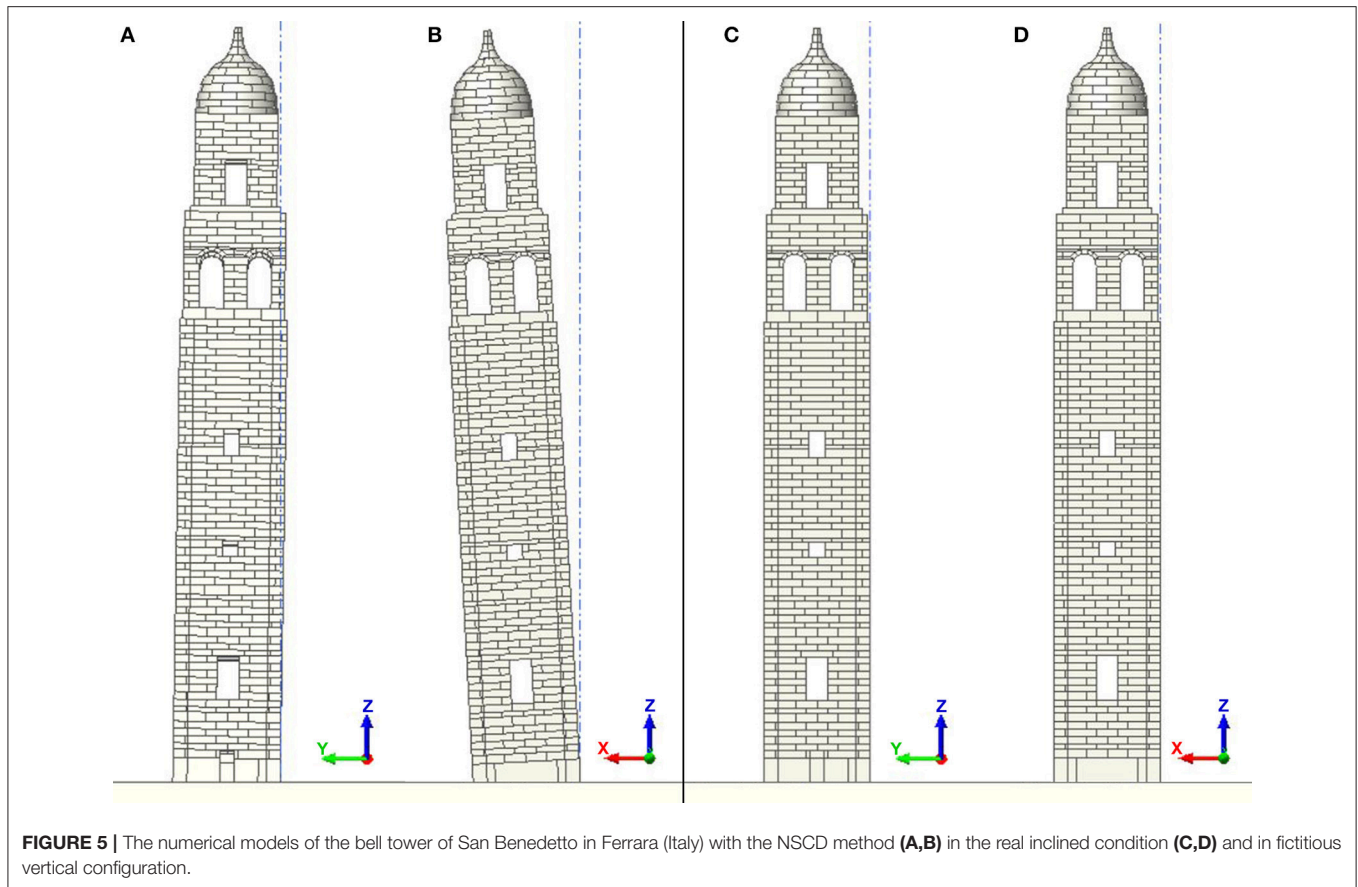 A B C D
Z Z Z Z
Y X Y X
FIGURE 5 | The numerical models of the bell tower of San Benedetto in Ferrara (Italy) with the NSCD method (A,B) in the real inclined condition (C,D) and in fictitious
vertical configuration.